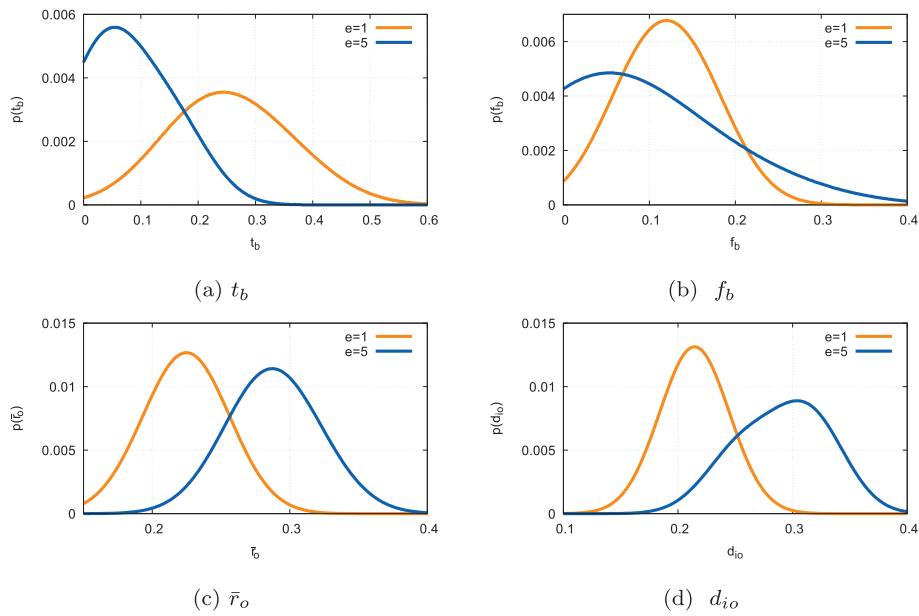 0.006
0.004
0.002
0
p(t_b)
e=1
e=5
0 0.1 0.2 0.3 0.4 0.5 0.6
t_b
(a) t_b
0.006
0.004
0.002
0
p(f_b)
e=1
e=5
0 0.1 0.2 0.3 0.4
f_b
(b) f_b
0.015
0.01
0.005
0
p(r̄_o)
e=1
e=5
0.2 0.3 0.4
r̄_o
(c) r̄_o
0.015
0.01
0.005
0
p(d_io)
e=1
e=5
0.1 0.2 0.3 0.4
d_io
(d) d_io